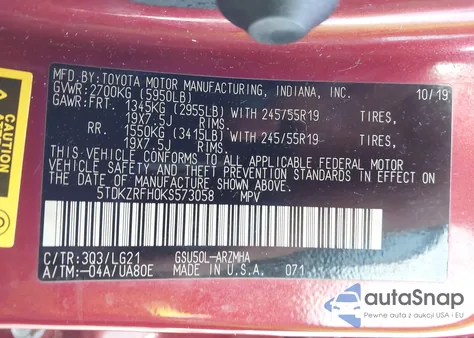 MFD. BY: TOYOTA MOTOR MANUFACTURING, INDIANA, INC. 10/19
GVWR: 2700KG (5950LB)
GAWR: FRT. 1345KG (2955LB) WITH 245/55R19 TIRES,
19X7.5J RIMS.
RR. 1550KG (3415LB) WITH 245/55R19 TIRES,
19X7.5J RIMS.
THIS VEHICLE CONFORMS TO ALL APPLICABLE FEDERAL MOTOR
VEHICLE SAFETY AND THEFT PREVENTION STANDARDS IN EFFECT
ON THE DATE OF MANUFACTURE SHOWN ABOVE.
5TDKZRFH0KS573058 MPV
C/TR: 3Q3/LG21 GSU50L-ARZMHA
A/TM: -04A/UA80E MADE IN U.S.A. 071
CAUTION
autoSnap
Pewne auta z aukcji USA i EU